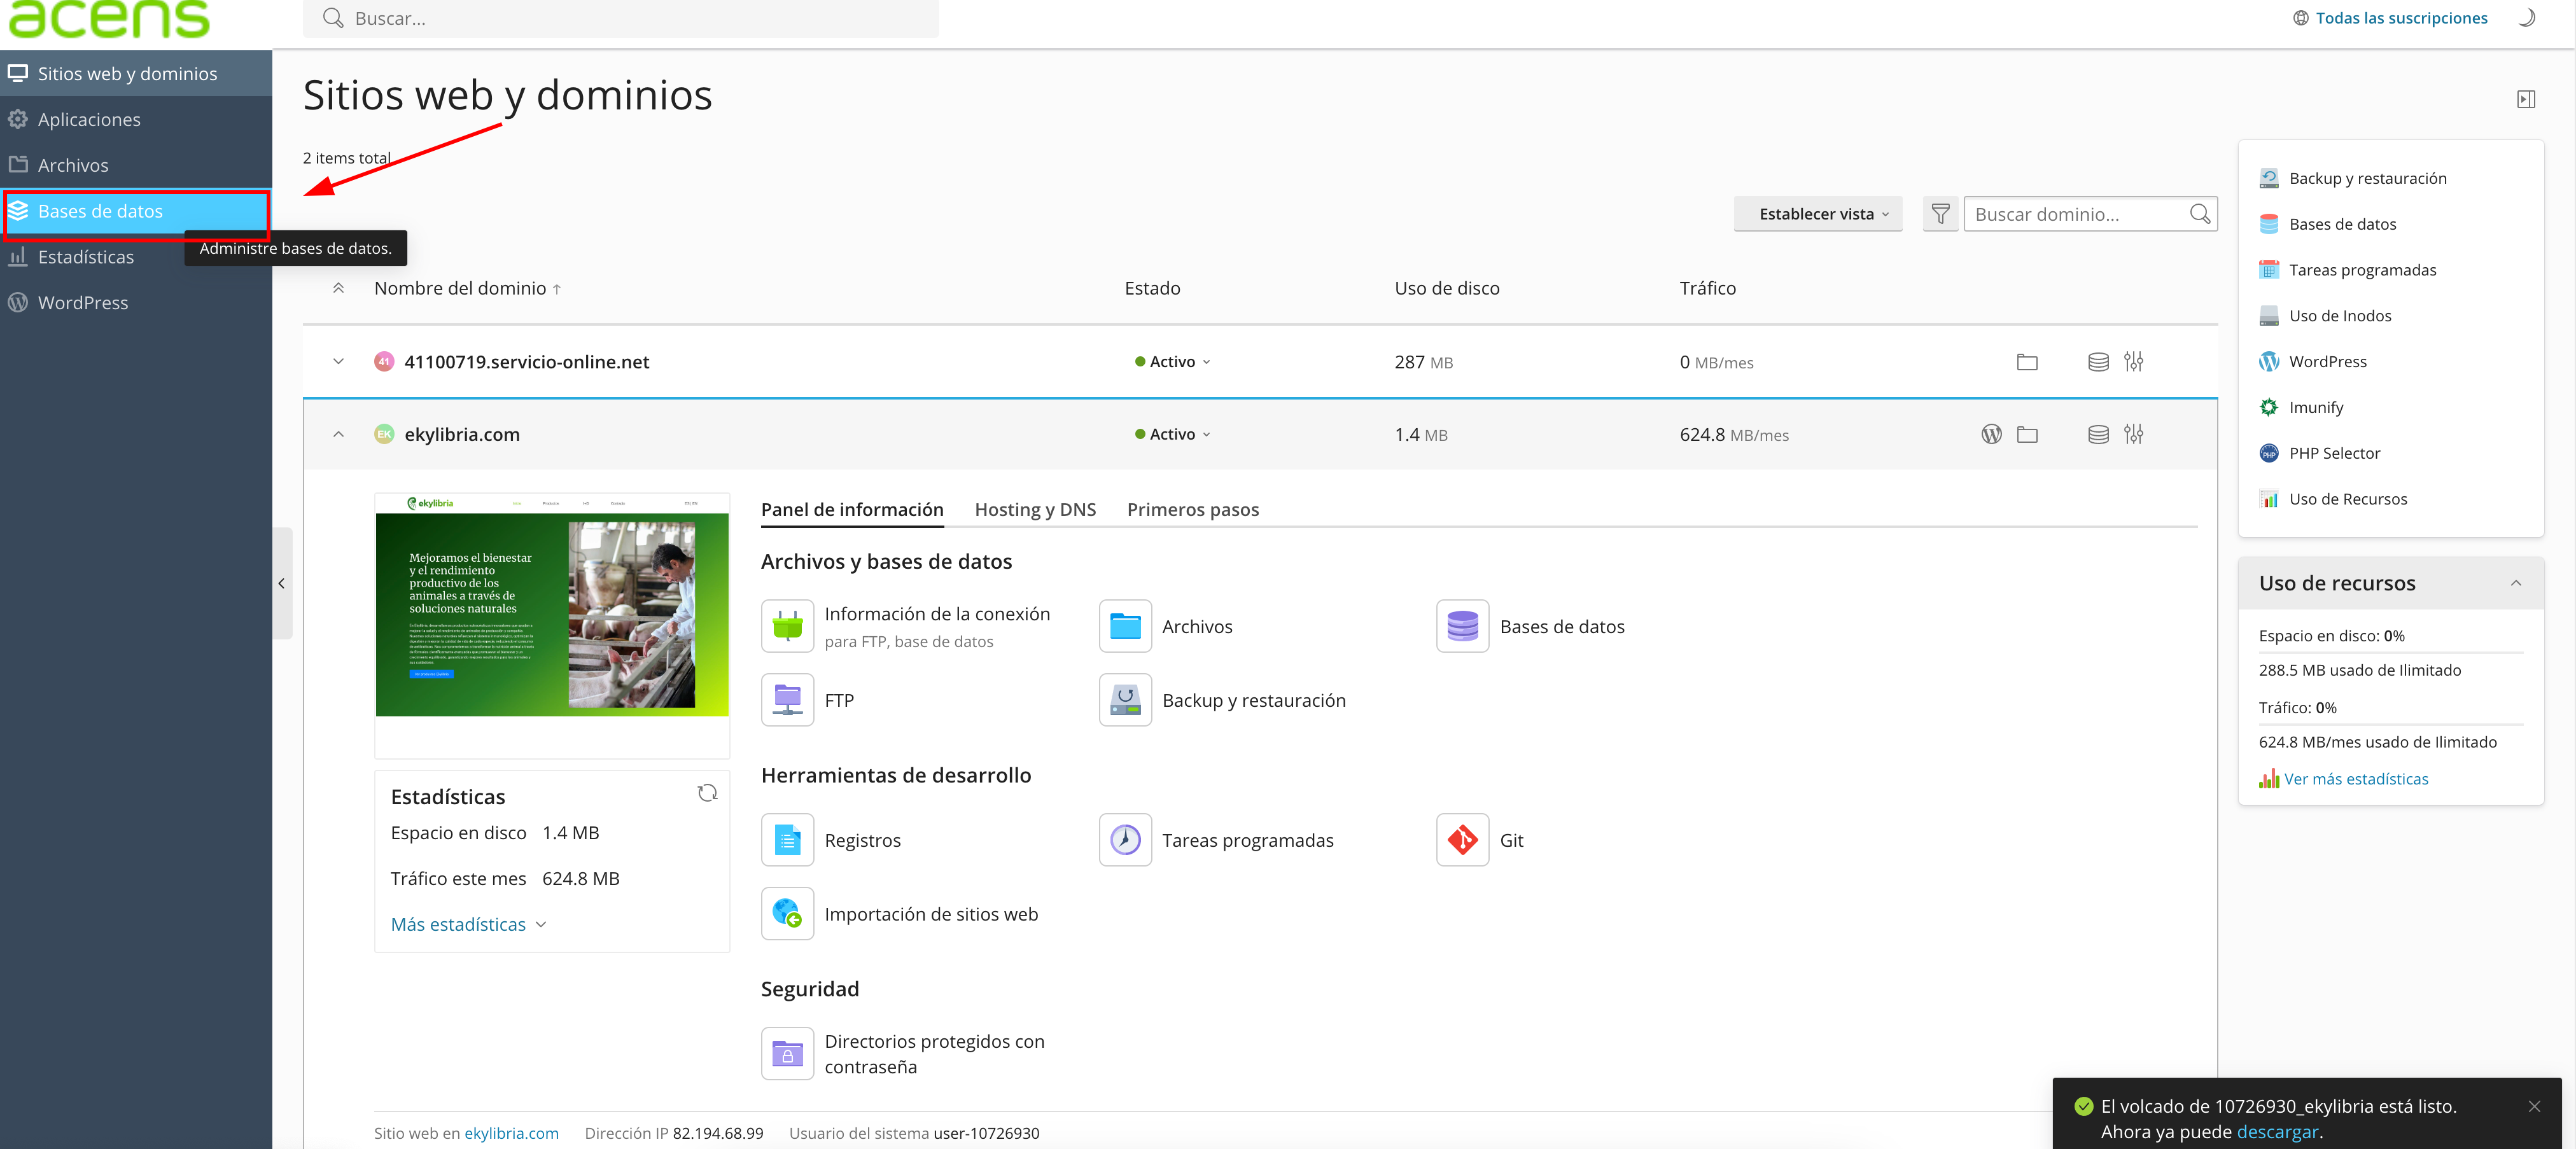 acens
Buscar...
Todas las suscripciones
Sitios web y dominios
Aplicaciones
Archivos
Bases de datos
Administre bases de datos.
Estadísticas
WordPress
Sitios web y dominios
2 items total
Establecer vista
Buscar dominio...
Nombre del dominio ↑
Estado
Uso de disco
Tráfico
41
41100719.servicio-online.net
Activo
287 MB
0 MB/mes
EK
ekylibria.com
Activo
1.4 MB
624.8 MB/mes
ekylibria
Mejoramos el bienestar
y el rendimiento
productivo de los
animales a través de
soluciones naturales
Estadísticas
Espacio en disco 1.4 MB
Tráfico este mes 624.8 MB
Más estadísticas
Panel de información
Hosting y DNS
Primeros pasos
Archivos y bases de datos
Información de la conexión
para FTP, base de datos
Archivos
Bases de datos
FTP
Backup y restauración
Herramientas de desarrollo
Registros
Tareas programadas
Git
Importación de sitios web
Seguridad
Directorios protegidos con
contraseña
Sitio web en ekylibria.com
Dirección IP 82.194.68.99
Usuario del sistema user-10726930
Backup y restauración
Bases de datos
Tareas programadas
Uso de Inodos
WordPress
Imunify
PHP
PHP Selector
Uso de Recursos
Uso de recursos
Espacio en disco: 0%
288.5 MB usado de Ilimitado
Tráfico: 0%
624.8 MB/mes usado de Ilimitado
Ver más estadísticas
El volcado de 10726930_ekylibria está listo.
Ahora ya puede descargar.